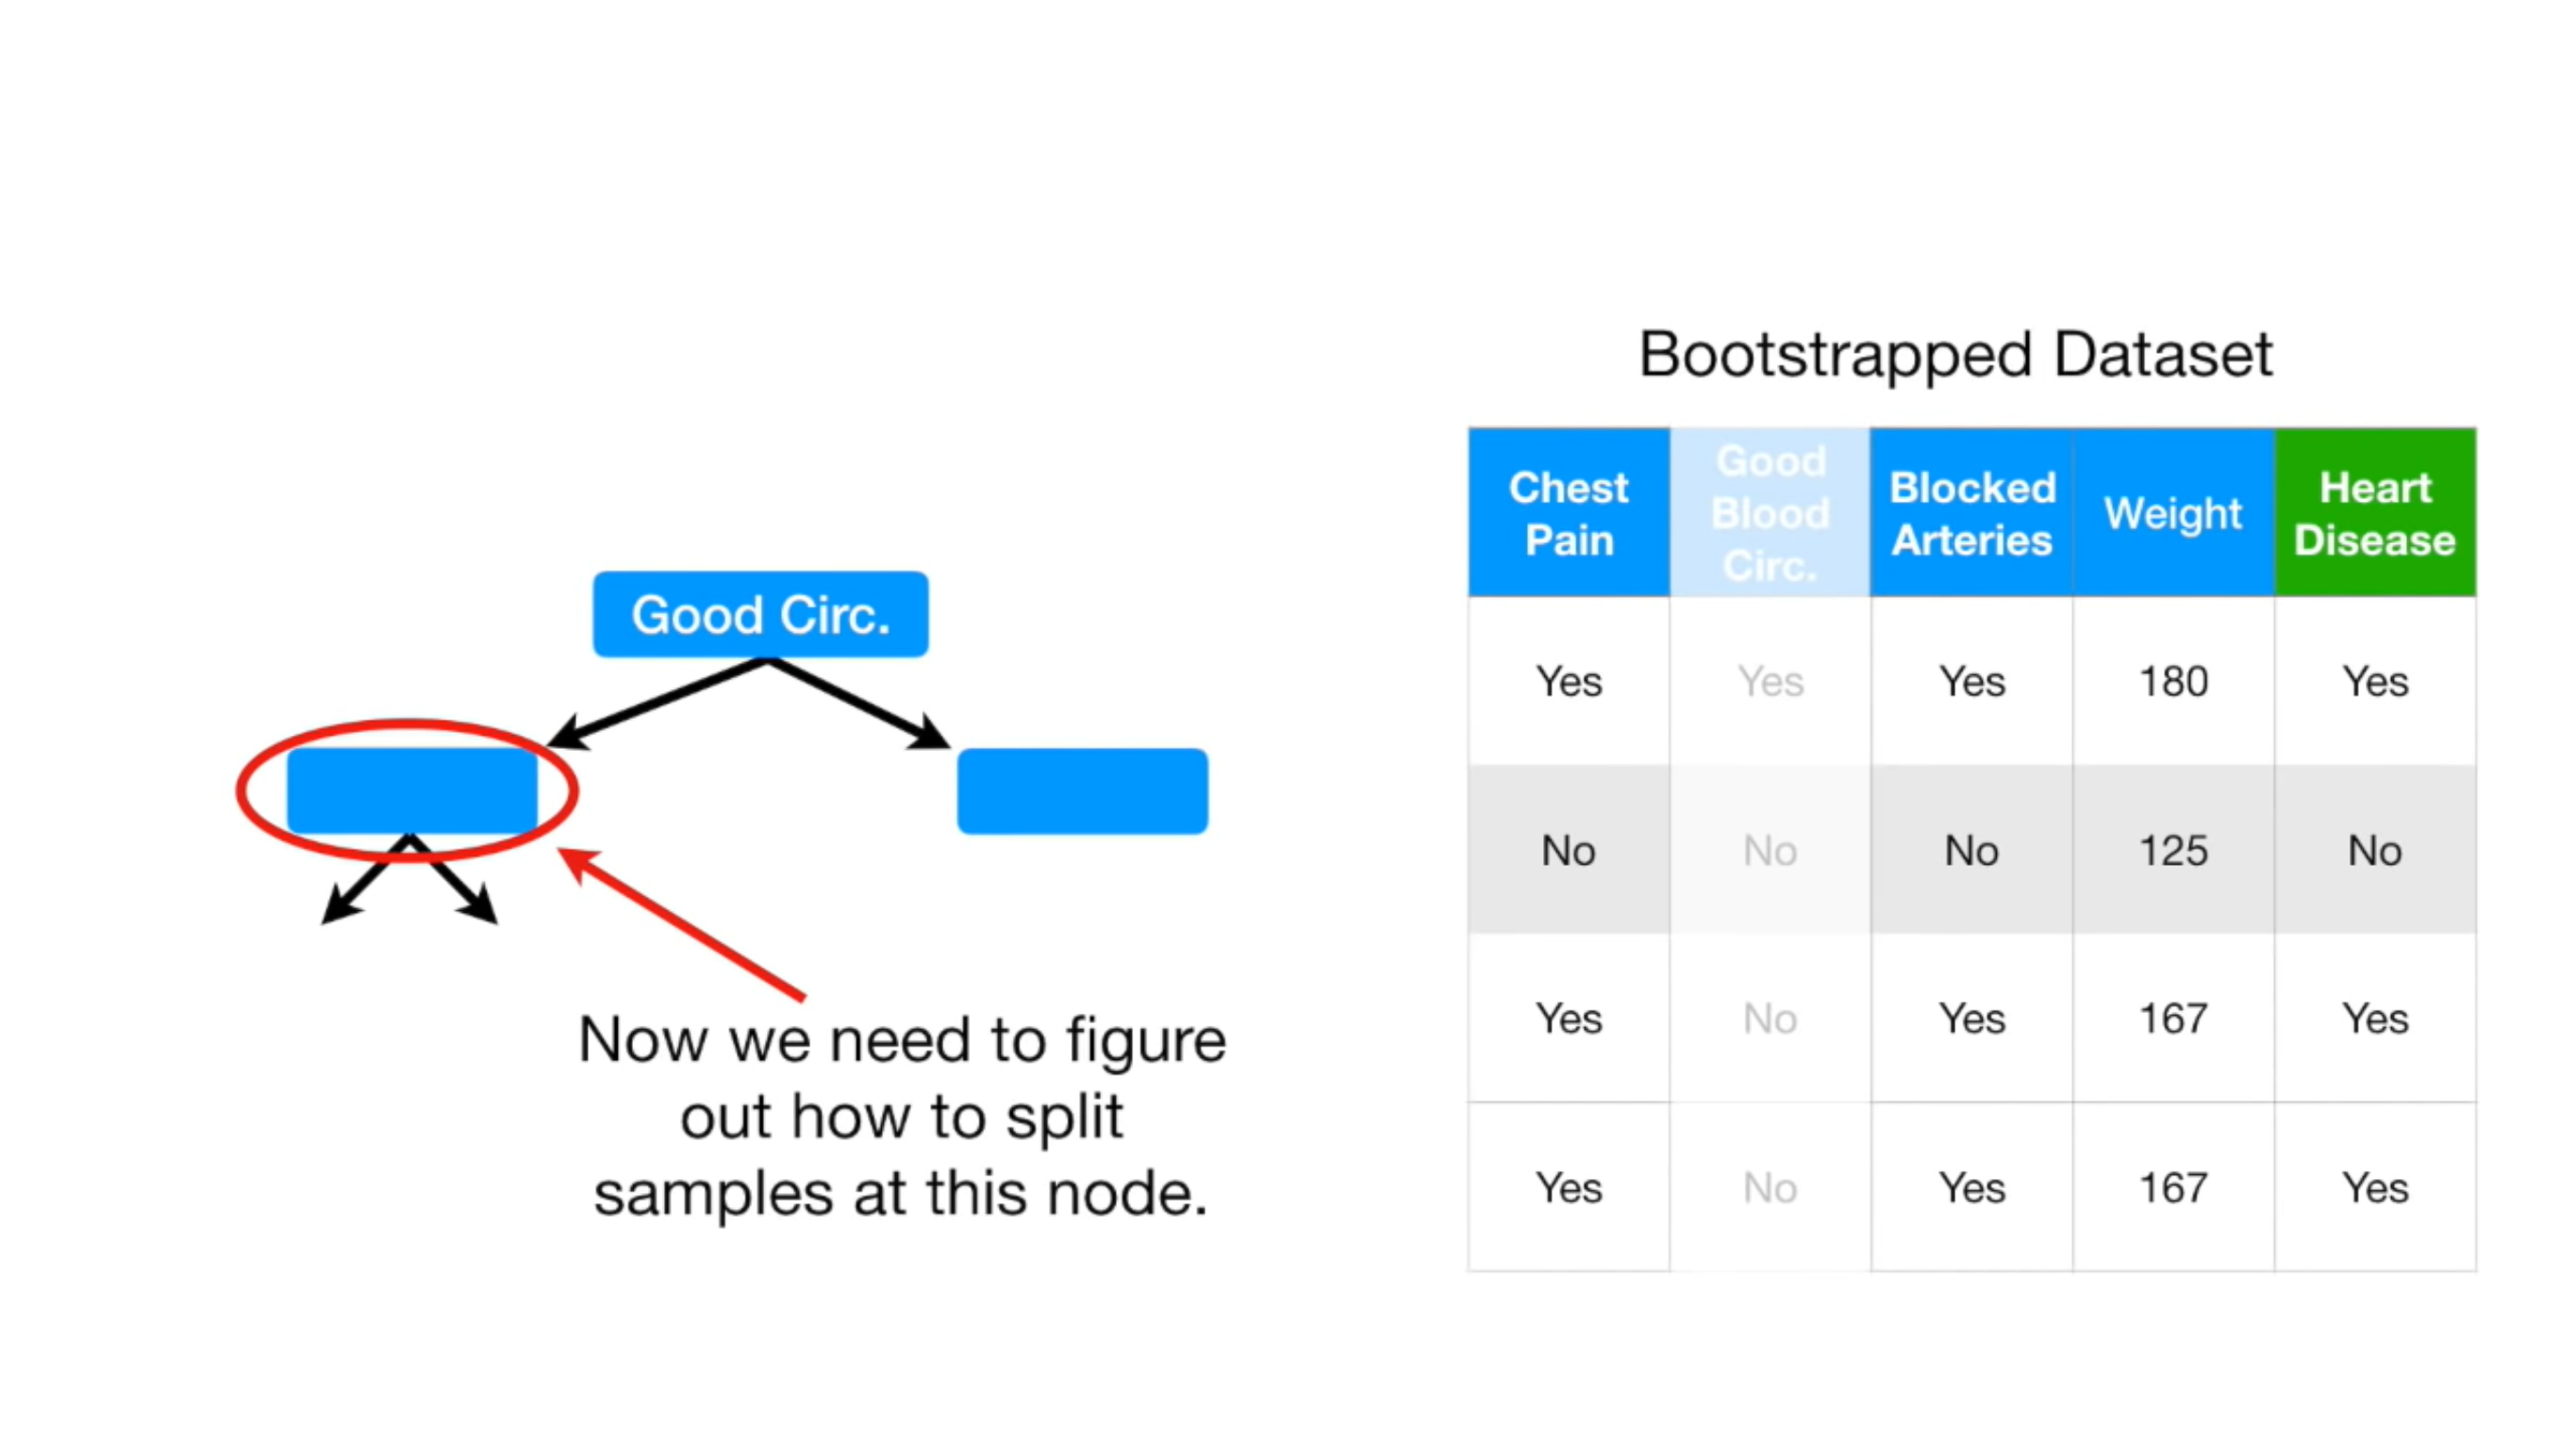 Good Circ.
Now we need to figure
out how to split
samples at this node.
Bootstrapped Dataset
Chest Pain Good Blood Circ. Blocked Arteries Weight Heart Disease
Yes Yes Yes 180 Yes
No No No 125 No
Yes No Yes 167 Yes
Yes No Yes 167 Yes